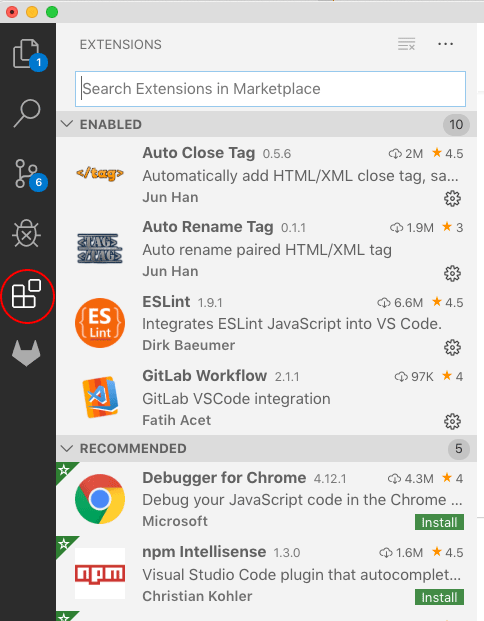 EXTENSIONS
1
Search Extensions in Marketplace
ENABLED 10
6
</tag>
Auto Close Tag 0.5.6 2M 4.5
Automatically add HTML/XML close tag, sa...
Jun Han
Auto Rename Tag 0.1.1 1.9M 3
Auto rename paired HTML/XML tag
Jun Han
ES
Lint
ESLint 1.9.1 6.6M 4.5
Integrates ESLint JavaScript into VS Code.
Dirk Baeumer
GitLab Workflow 2.1.1 97K 4
GitLab VSCode integration
Fatih Acet
RECOMMENDED 5
Debugger for Chrome 4.12.1 4.3M 4
Debug your JavaScript code in the Chrome ...
Microsoft Install
npm
npm Intellisense 1.3.0 1.6M 4.5
Visual Studio Code plugin that autocomplet...
Christian Kohler Install